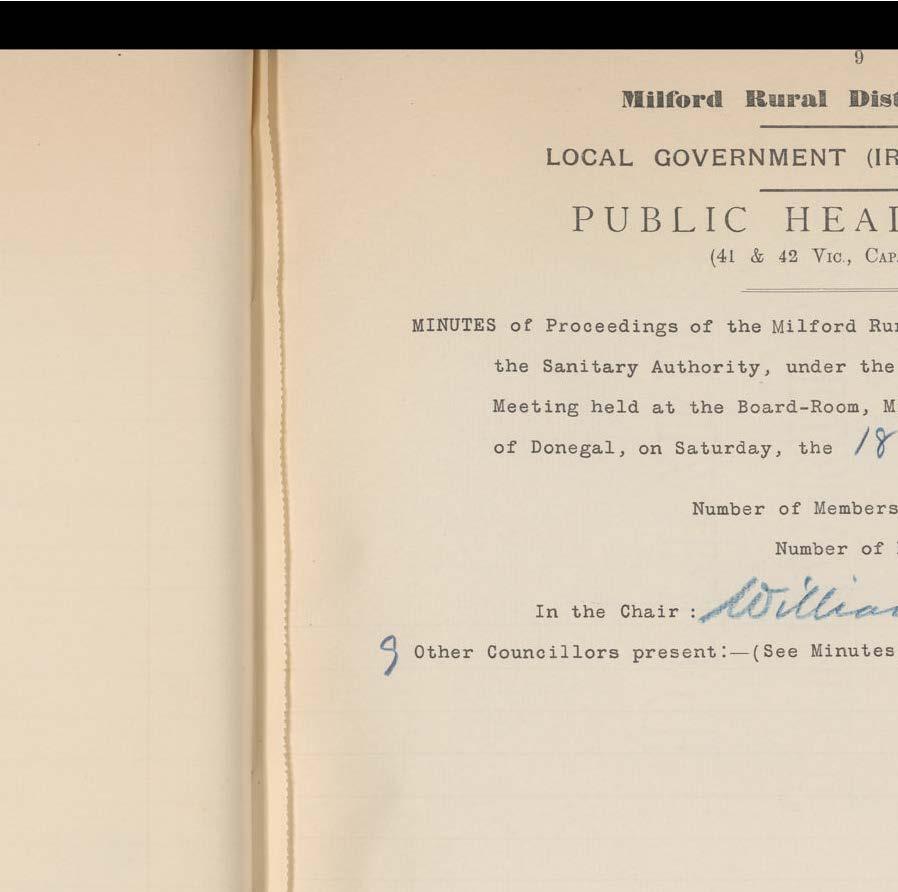 9
Milford Rural Dist
LOCAL GOVERNMENT (IR
PUBLIC HEAL
(41 & 42 VIC., CAP.
MINUTES of Proceedings of the Milford Rur
the Sanitary Authority, under the
Meeting held at the Board-Room, M
of Donegal, on Saturday, the 18
Number of Members
Number of
In the Chair : William
9 Other Councillors present:—(See Minutes